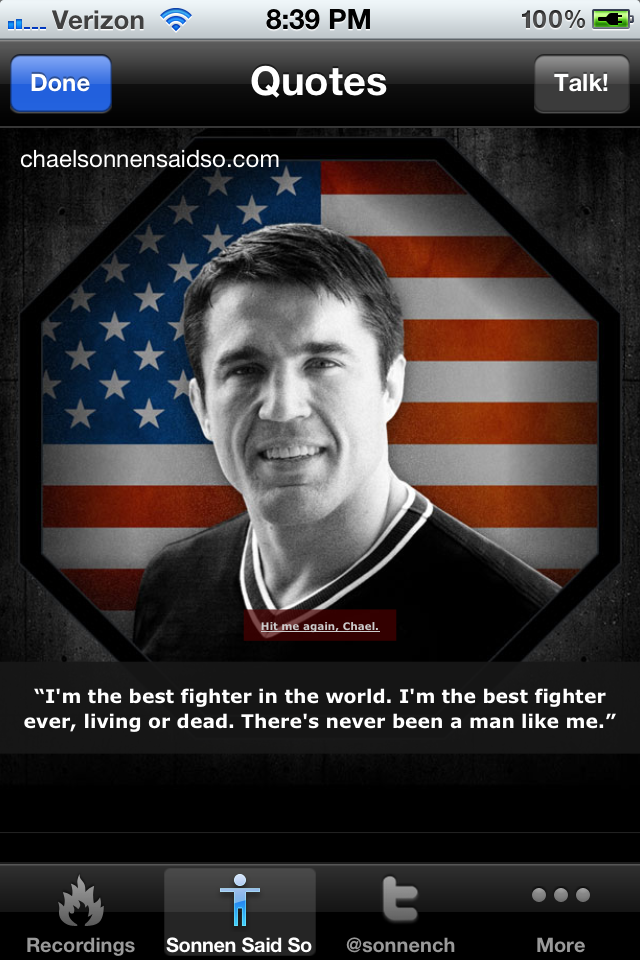 Verizon 8:39 PM 100%
Done Quotes Talk!
chaelsonnensaidso.com
Hit me again, Chael.
“I'm the best fighter in the world. I'm the best fighter
ever, living or dead. There's never been a man like me.”
Recordings Sonnen Said So @sonnench More